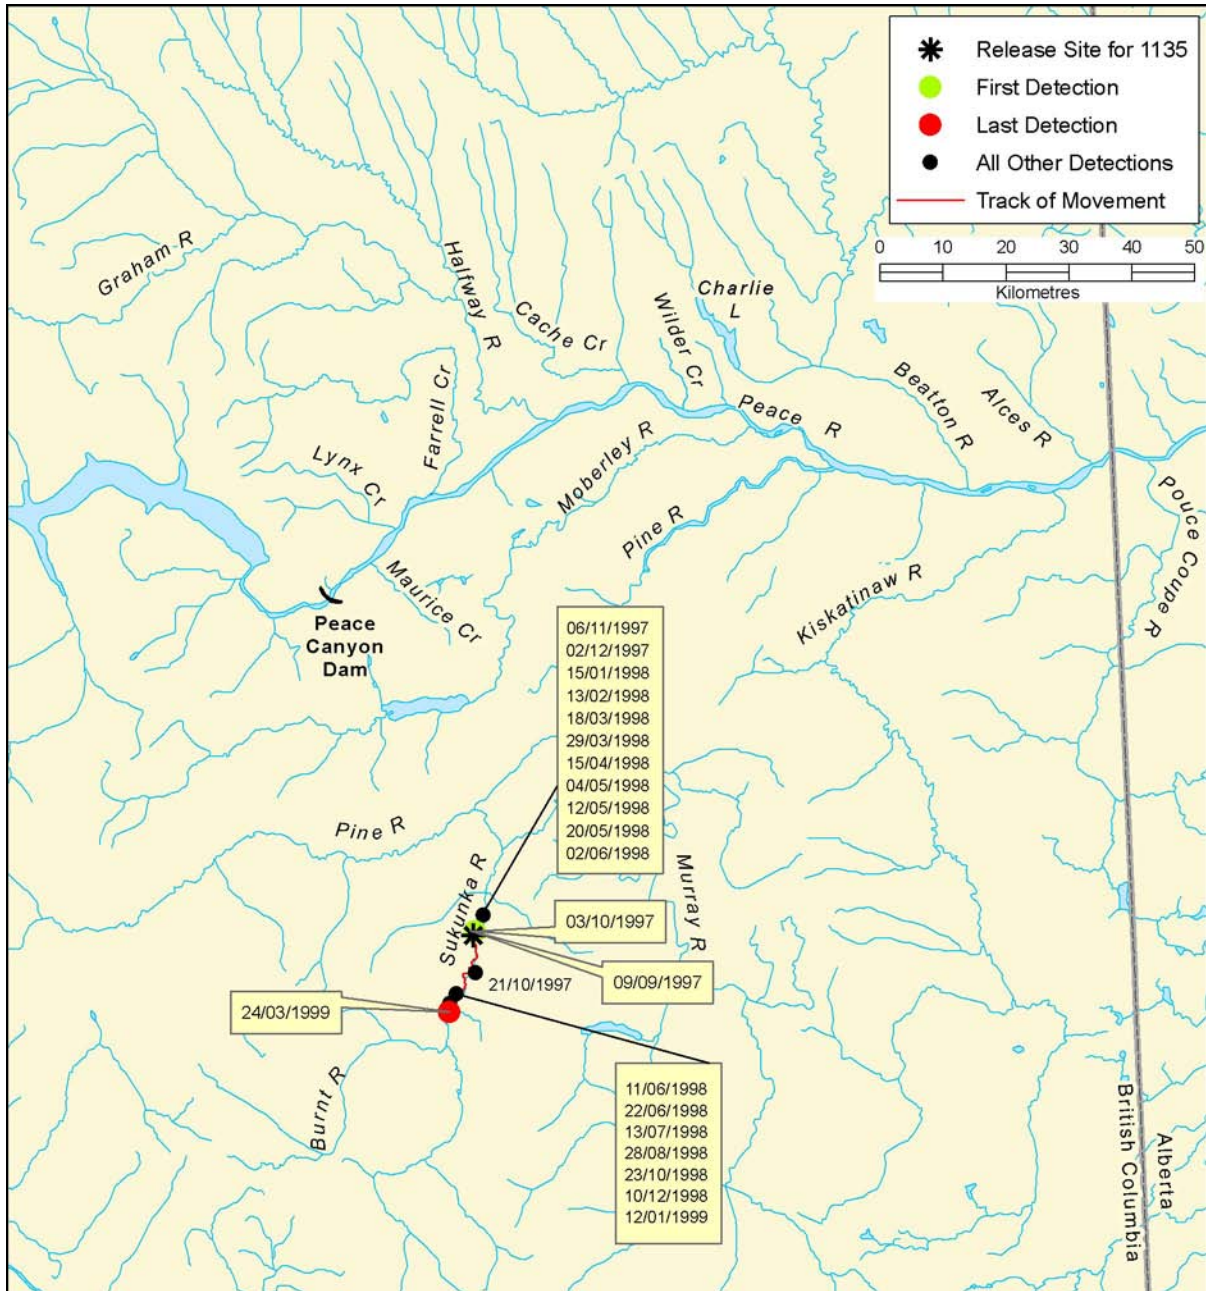 Release Site for 1135
First Detection
Last Detection
All Other Detections
Track of Movement
0 10 20 30 40 50
Kilometres
Graham R
Halfway R
Cache Cr
Wilder Cr
Charlie
L
Farrell Cr
Lynx Cr
Peace R
Beatton R
Alces R
Moberley R
Pine R
Pouce Coupe R
Kiskatinaw R
Maurice Cr
Peace
Canyon
Dam
06/11/1997
02/12/1997
15/01/1998
13/02/1998
18/03/1998
29/03/1998
15/04/1998
04/05/1998
12/05/1998
20/05/1998
02/06/1998
Pine R
Sukunka R
Murray R
03/10/1997
09/09/1997
21/10/1997
24/03/1999
Burnt R
11/06/1998
22/06/1998
13/07/1998
28/08/1998
23/10/1998
10/12/1998
12/01/1999
British Columbia
Alberta